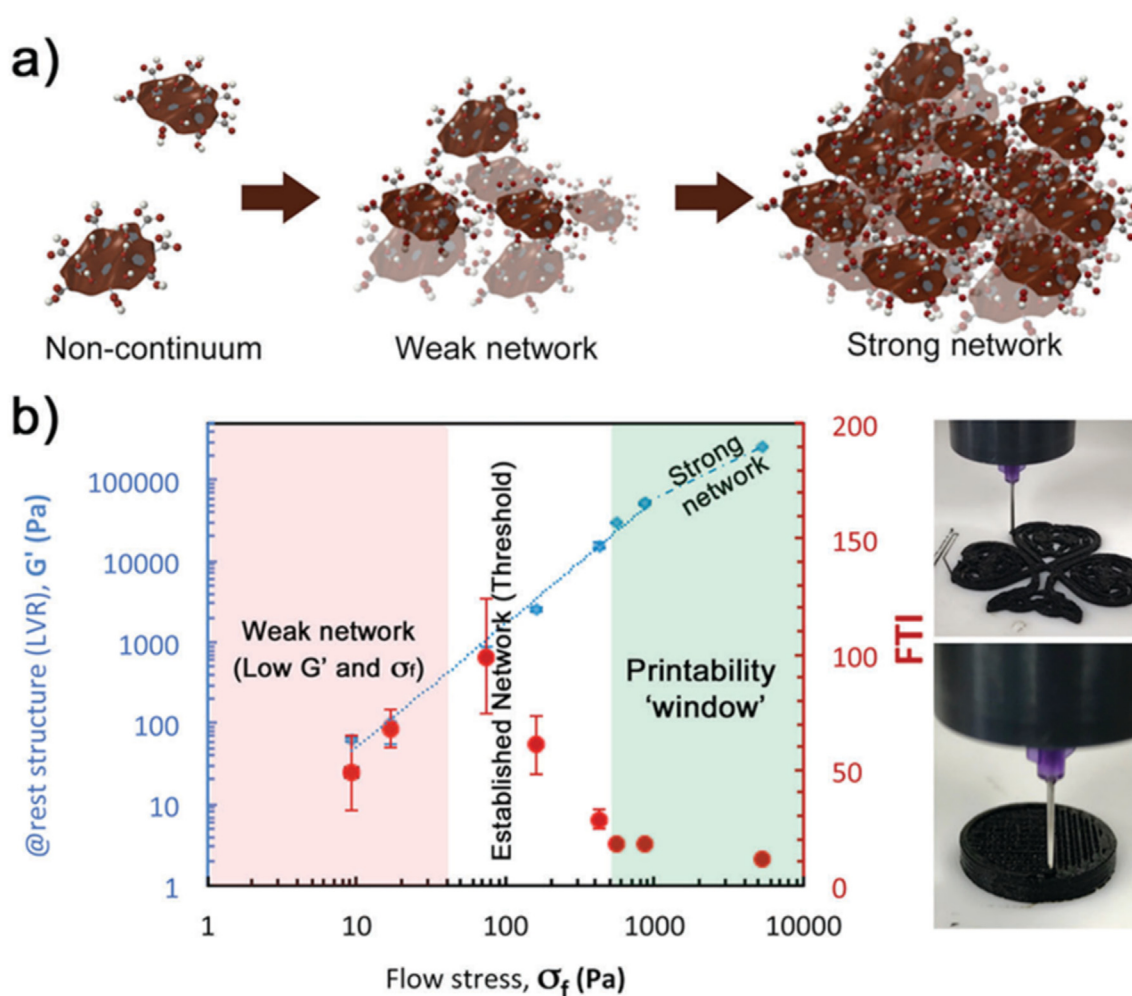 a)
Non-continuum
Weak network
Strong network
b)
@rest structure (LVR), G' (Pa)
100000
10000
1000
100
10
1
Weak network
(Low G' and σf)
Established Network (Threshold)
Strong
network
Printability
'window'
200
150
100
50
0
FTI
1
10
100
1000
10000
Flow stress, σf (Pa)